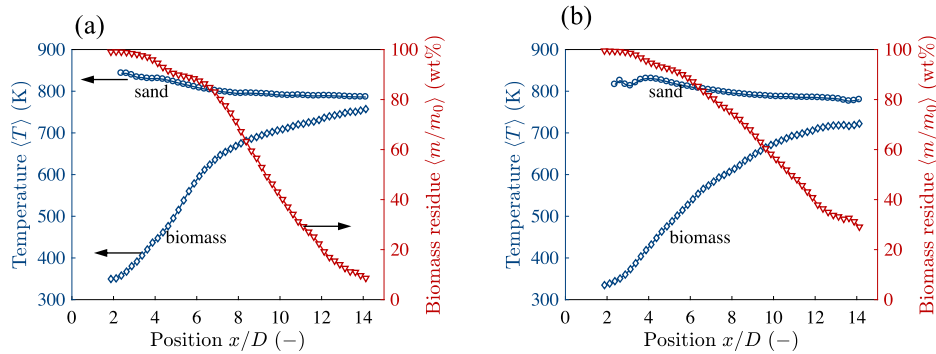 (a)
900
800
700
600
500
400
300
Temperature ⟨T⟩ (K)
sand
biomass
100
80
60
40
20
0
Biomass residue ⟨m/m₀⟩ (wt%)
0 2 4 6 8 10 12 14
Position x/D (−)
(b)
900
800
700
600
500
400
300
Temperature ⟨T⟩ (K)
sand
biomass
100
80
60
40
20
0
Biomass residue ⟨m/m₀⟩ (wt%)
0 2 4 6 8 10 12 14
Position x/D (−)